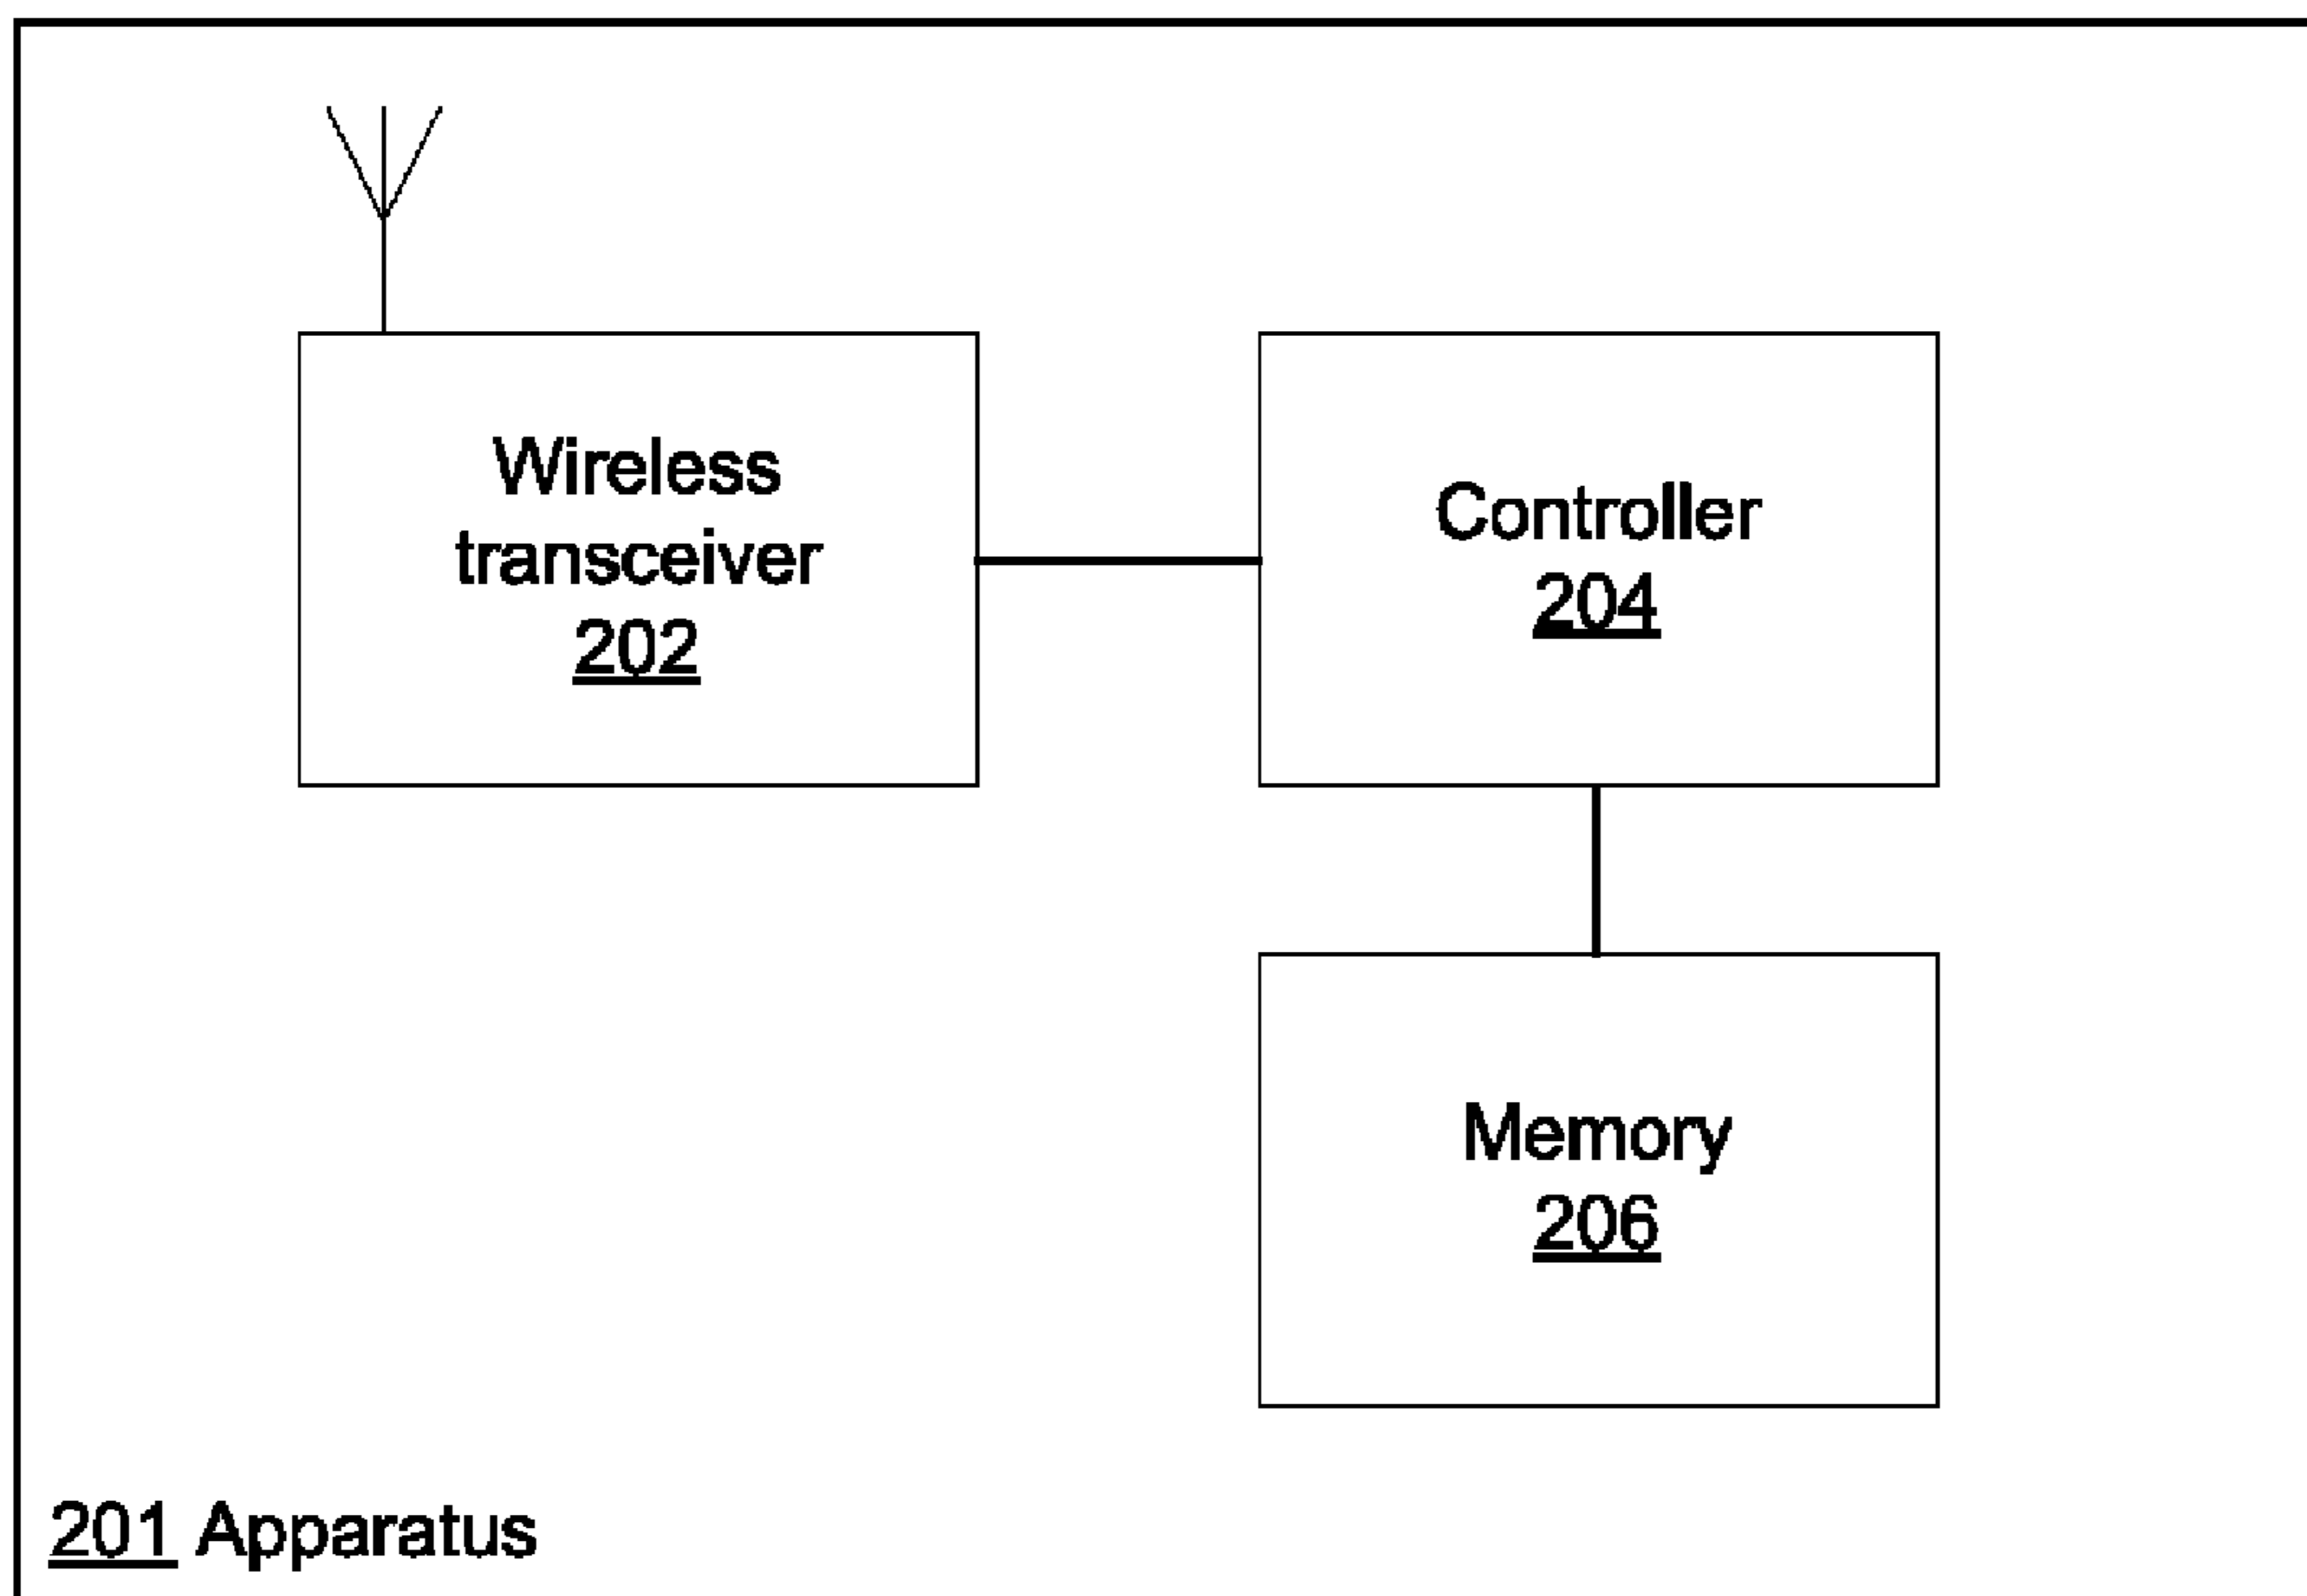 Wireless
transceiver
202
Controller
204
Memory
206
201 Apparatus